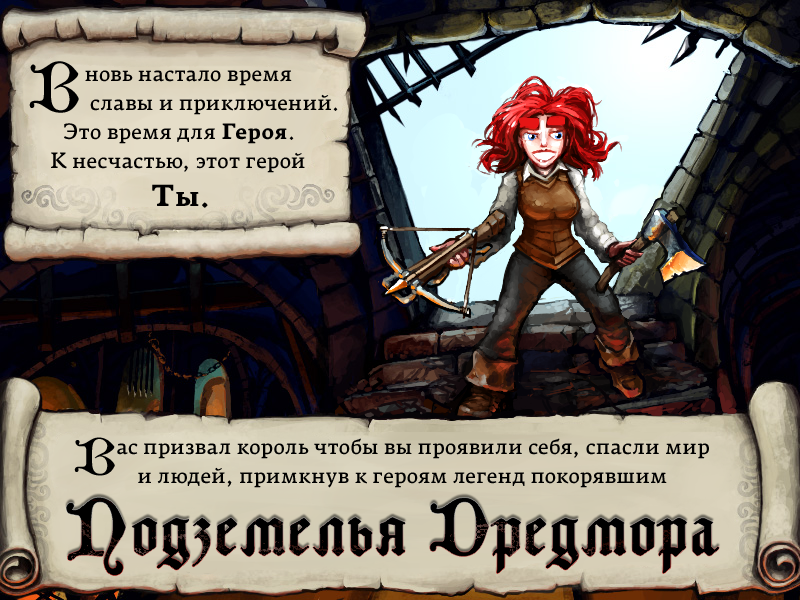 Вновь настало время
славы и приключений.
Это время для Героя.
К несчастью, этот герой
Ты.
Вас призвал король чтобы вы проявили себя, спасли мир
и людей, примкнув к героям легенд покорявшим
Подземелья Дредмора